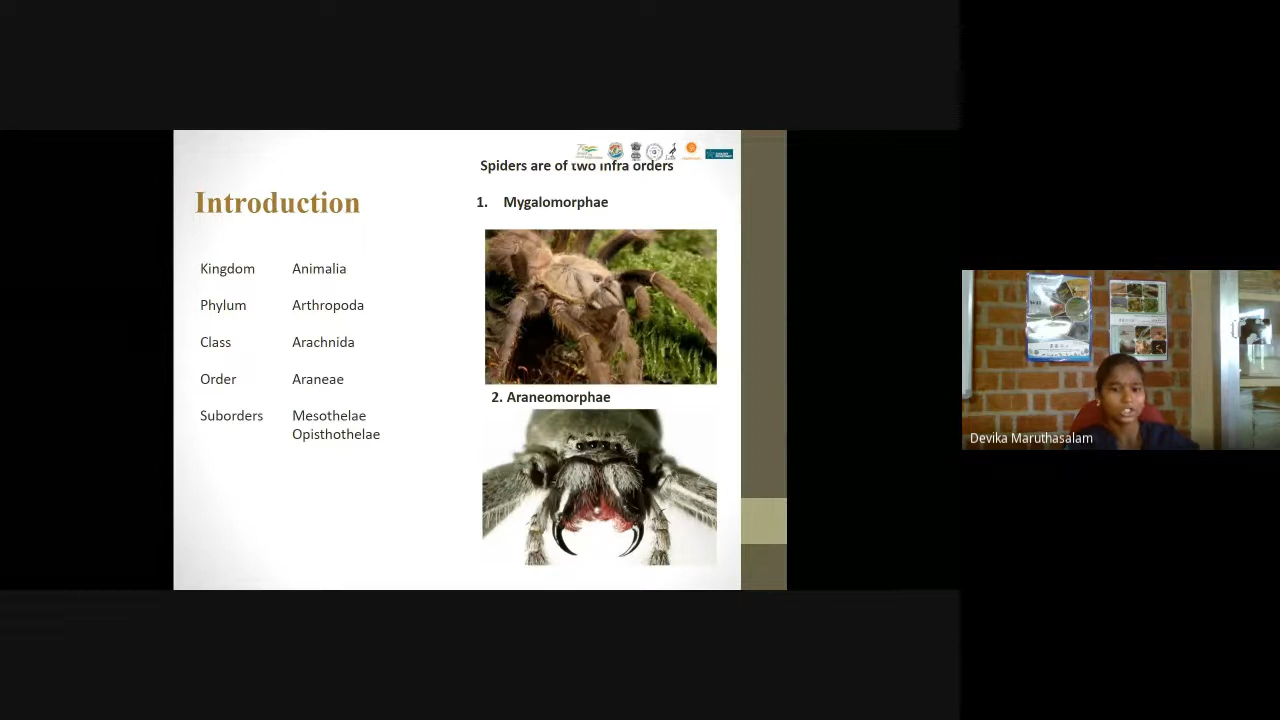 Spiders are of two infra orders
Introduction
1. Mygalomorphae
Kingdom Animalia
Phylum Arthropoda
Class Arachnida
Order Araneae
Suborders Mesothelae
Opisthothelae
2. Araneomorphae
Devika Maruthasalam